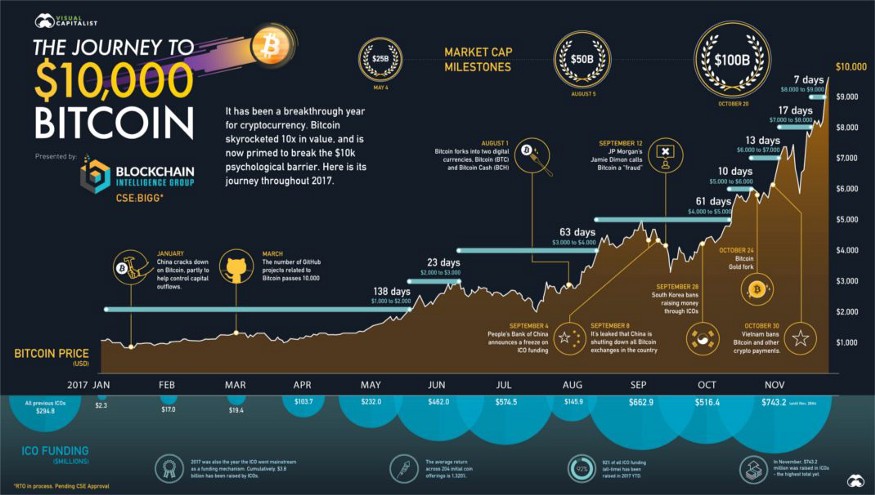 VISUAL
CAPITALIST
THE JOURNEY TO
$10,000
BITCOIN
Presented by:
BLOCKCHAIN
INTELLIGENCE GROUP
CSE:BIGG*
It has been a breakthrough year
for cryptocurrency. Bitcoin
skyrocketed 10x in value, and is
now primed to break the $10k
psychological barrier. Here is its
journey throughout 2017.
$25B
MAY 4
MARKET CAP
MILESTONES
$50B
AUGUST 5
$100B
OCTOBER 20
$10,000
$9,000
$8,000
$7,000
$6,000
$5,000
$4,000
$3,000
$2,000
$1,000
7 days
$8,000 to $9,000
17 days
$7,000 to $8,000
13 days
$6,000 to $7,000
10 days
$5,000 to $6,000
61 days
$4,000 to $5,000
63 days
$3,000 to $4,000
23 days
$2,000 to $3,000
138 days
$1,000 to $2,000
JANUARY
China cracks down
on Bitcoin, partly to
help control capital
outflows.
MARCH
The number of GitHub
projects related to
Bitcoin passes 10,000
AUGUST 1
Bitcoin forks into two digital
currencies, Bitcoin (BTC)
and Bitcoin Cash (BCH)
SEPTEMBER 12
JP Morgan's
Jamie Dimon calls
Bitcoin a "fraud"
SEPTEMBER 4
People's Bank of China
announces a freeze on
ICO funding
SEPTEMBER 8
It's leaked that China is
shutting down all Bitcoin
exchanges in the country
SEPTEMBER 28
South Korea bans
raising money
through ICOs
OCTOBER 24
Bitcoin
Gold fork
OCTOBER 30
Vietnam bans
Bitcoin and other
crypto payments.
BITCOIN PRICE
(USD)
2017 JAN FEB MAR APR MAY JUN JUL AUG SEP OCT NOV
All previous ICOs
$294.8
$2.3
$17.0
$19.4
$103.7
$232.0
$462.0
$574.5
$145.9
$662.9
$516.4
$743.2
ICO FUNDING
($MILLIONS)
2017 was also the year the ICO went mainstream
as a funding mechanism. Cumulatively, $3.6
billion has been raised by ICOs.
The average return
across 204 initial coin
offerings is 1,320%.
92%
92% of all ICO funding
(all-time) has been
raised in 2017 YTD.
In November, $743.2
million was raised in ICOs
- the highest total yet.
*RTO in process. Pending CSE Approval